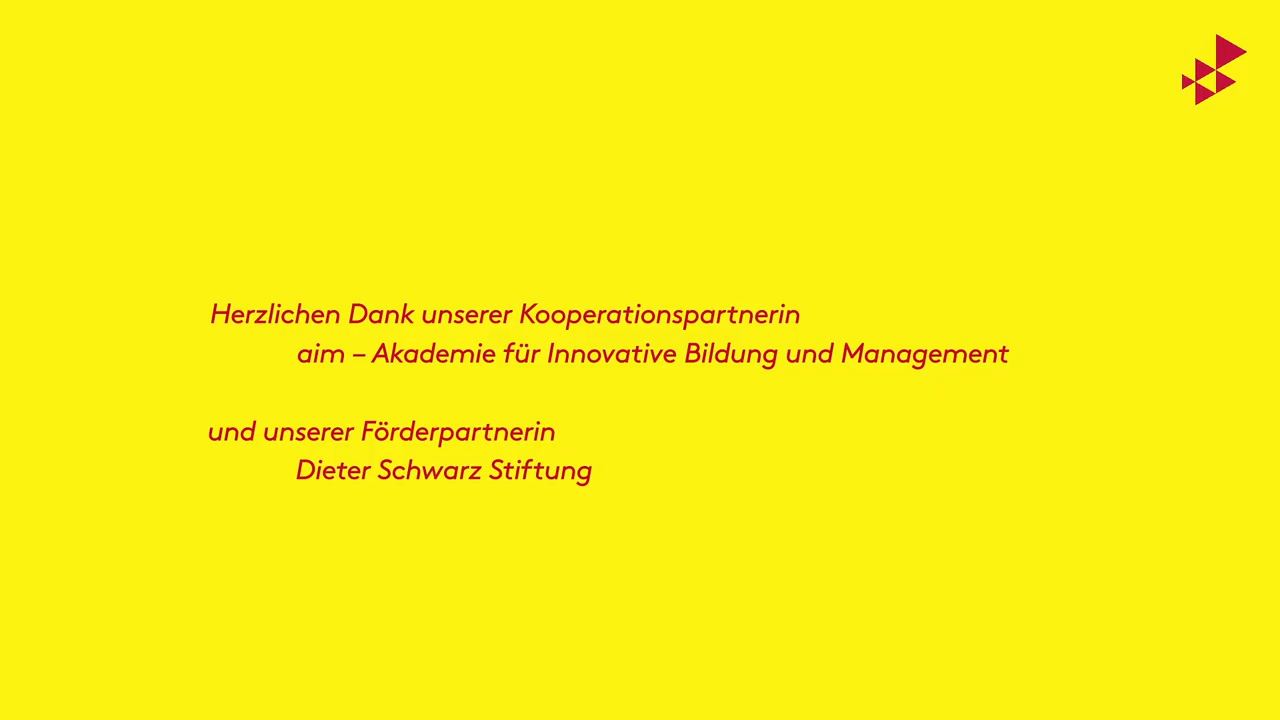 Herzlichen Dank unserer Kooperationspartnerin
aim – Akademie für Innovative Bildung und Management
und unserer Förderpartnerin
Dieter Schwarz Stiftung